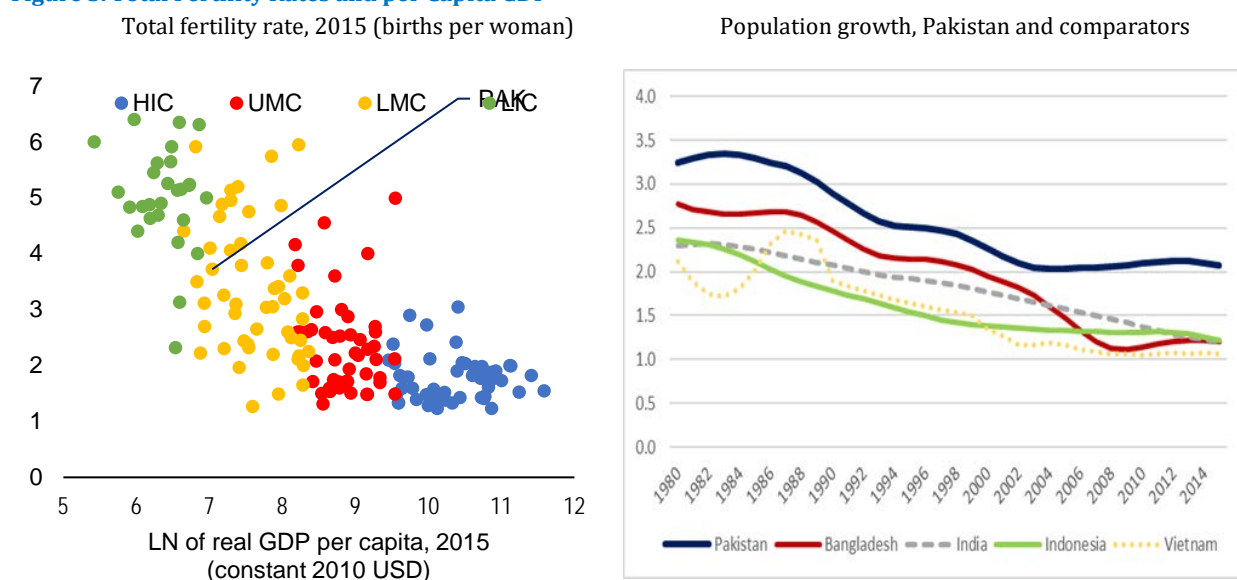 Total fertility rate, 2015 (births per woman)
7
6
5
4
3
2
1
0
HIC
UMC
LMC
PAK
LIC
5 6 7 8 9 10 11 12
LN of real GDP per capita, 2015
(constant 2010 USD)
Population growth, Pakistan and comparators
4.0
3.5
3.0
2.5
2.0
1.5
1.0
0.5
0.0
1980 1982 1984 1986 1988 1990 1992 1994 1996 1998 2000 2002 2004 2006 2008 2010 2012 2014
Pakistan Bangladesh India Indonesia Vietnam